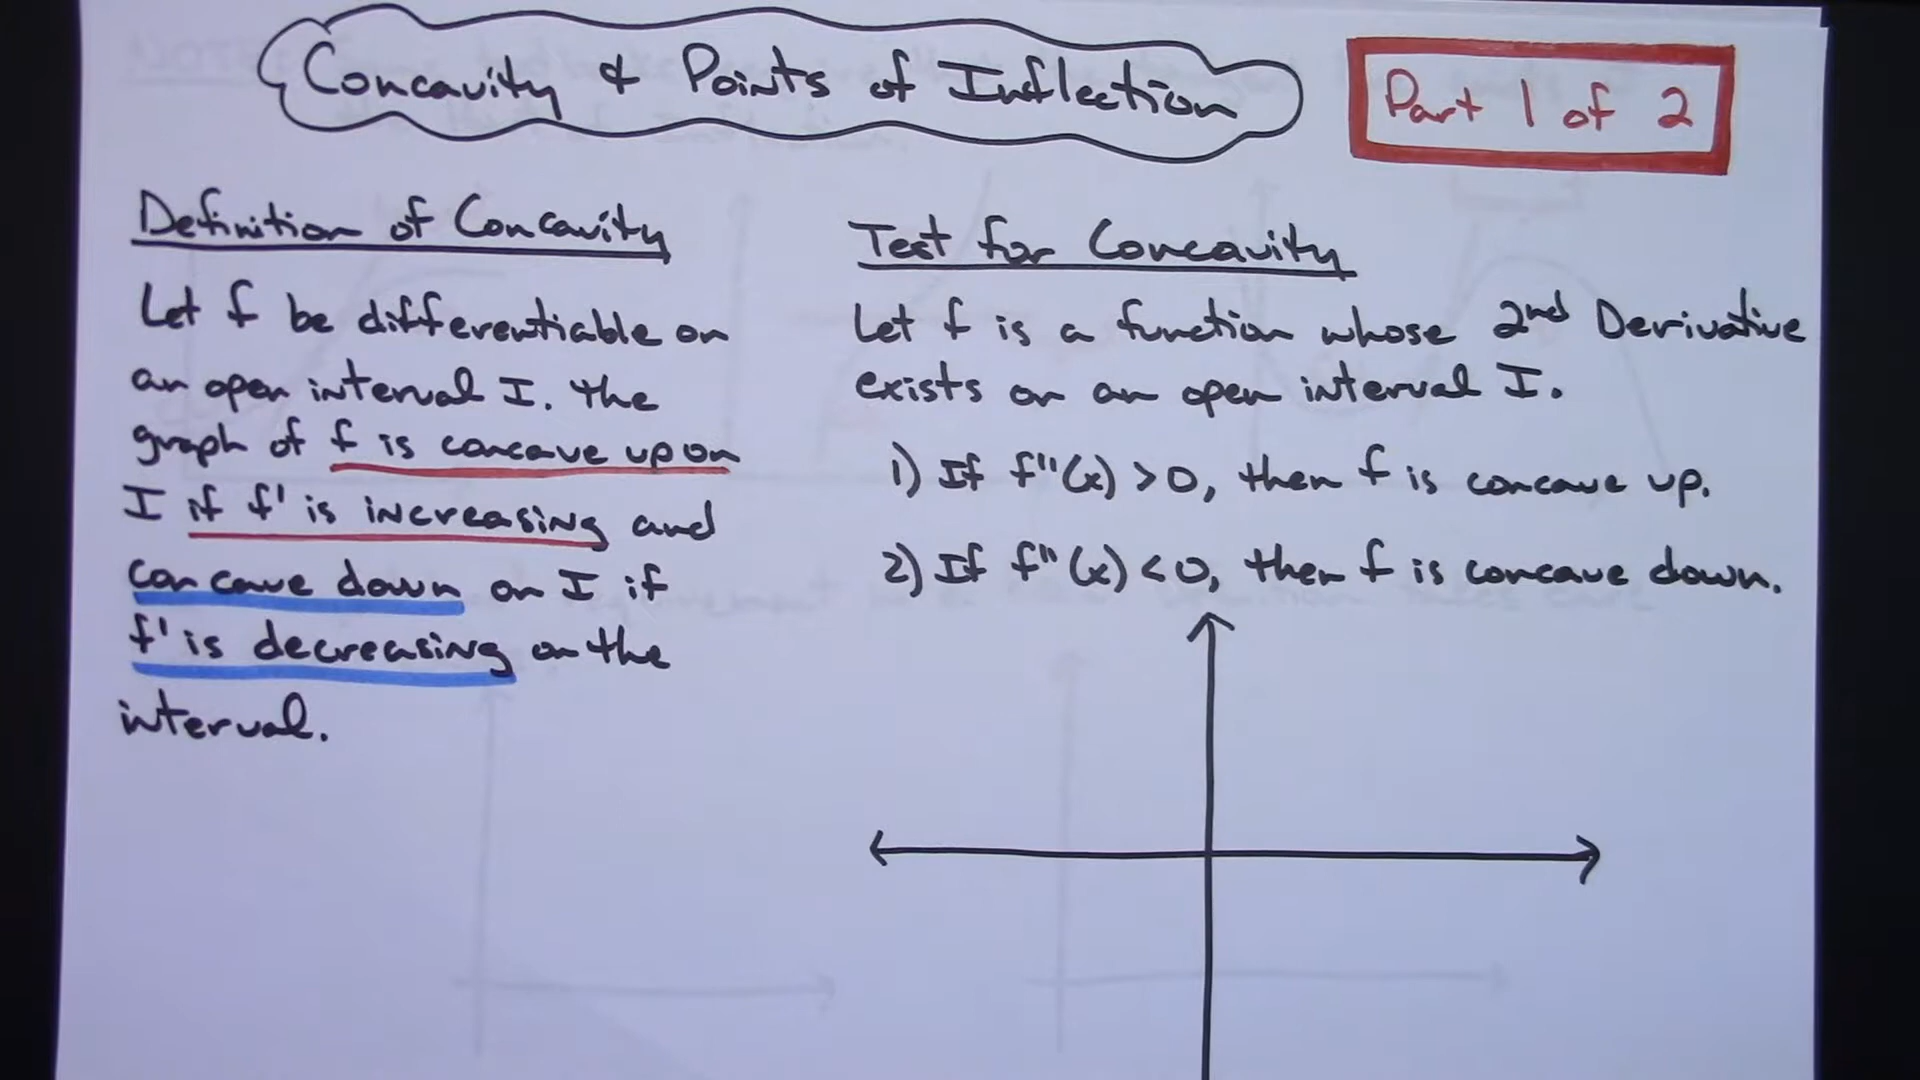 Concavity & Points of Inflection
Part 1 of 2
Definition of Concavity
Let f be differentiable on
an open interval I. the
graph of f is concave up on
I if f' is increasing and
concave down on I if
f' is decreasing on the
interval.
Test for Concavity
Let f is a function whose 2nd Derivative
exists on an open interval I.
1) If f"(x) >0, then f is concave up.
2) If f"(x) <0, then f is concave down.